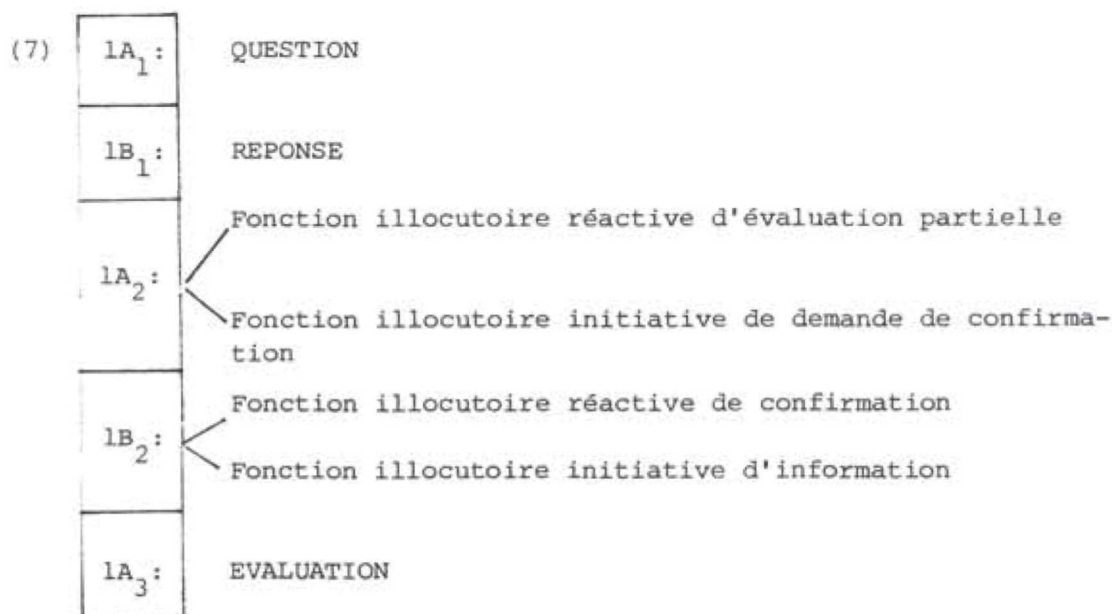 (7) 1A1: QUESTION
1B1: REPONSE
Fonction illocutoire réactive d'évaluation partielle
1A2:
Fonction illocutoire initiative de demande de confirma-
tion
Fonction illocutoire réactive de confirmation
1B2:
Fonction illocutoire initiative d'information
1A3: EVALUATION